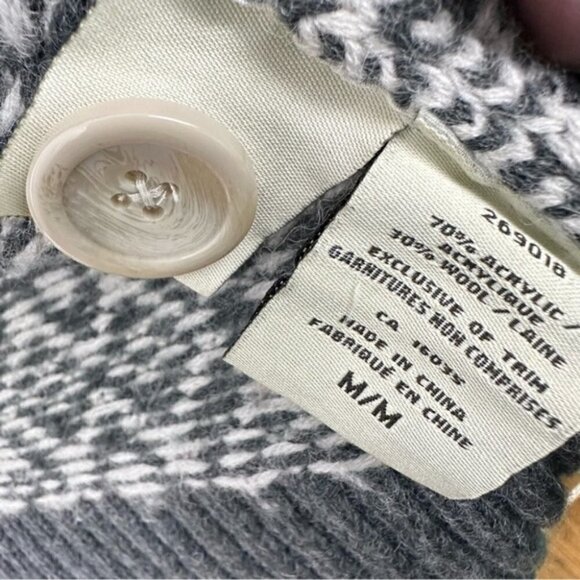 269018
70% ACRYLIC /
ACRYLIQUE
30% WOOL / LAINE
EXCLUSIVE OF TRIM
GARNITURES NON COMPRISES
CA 16035
MADE IN CHINA
FABRIQUÉ EN CHINE
M/M